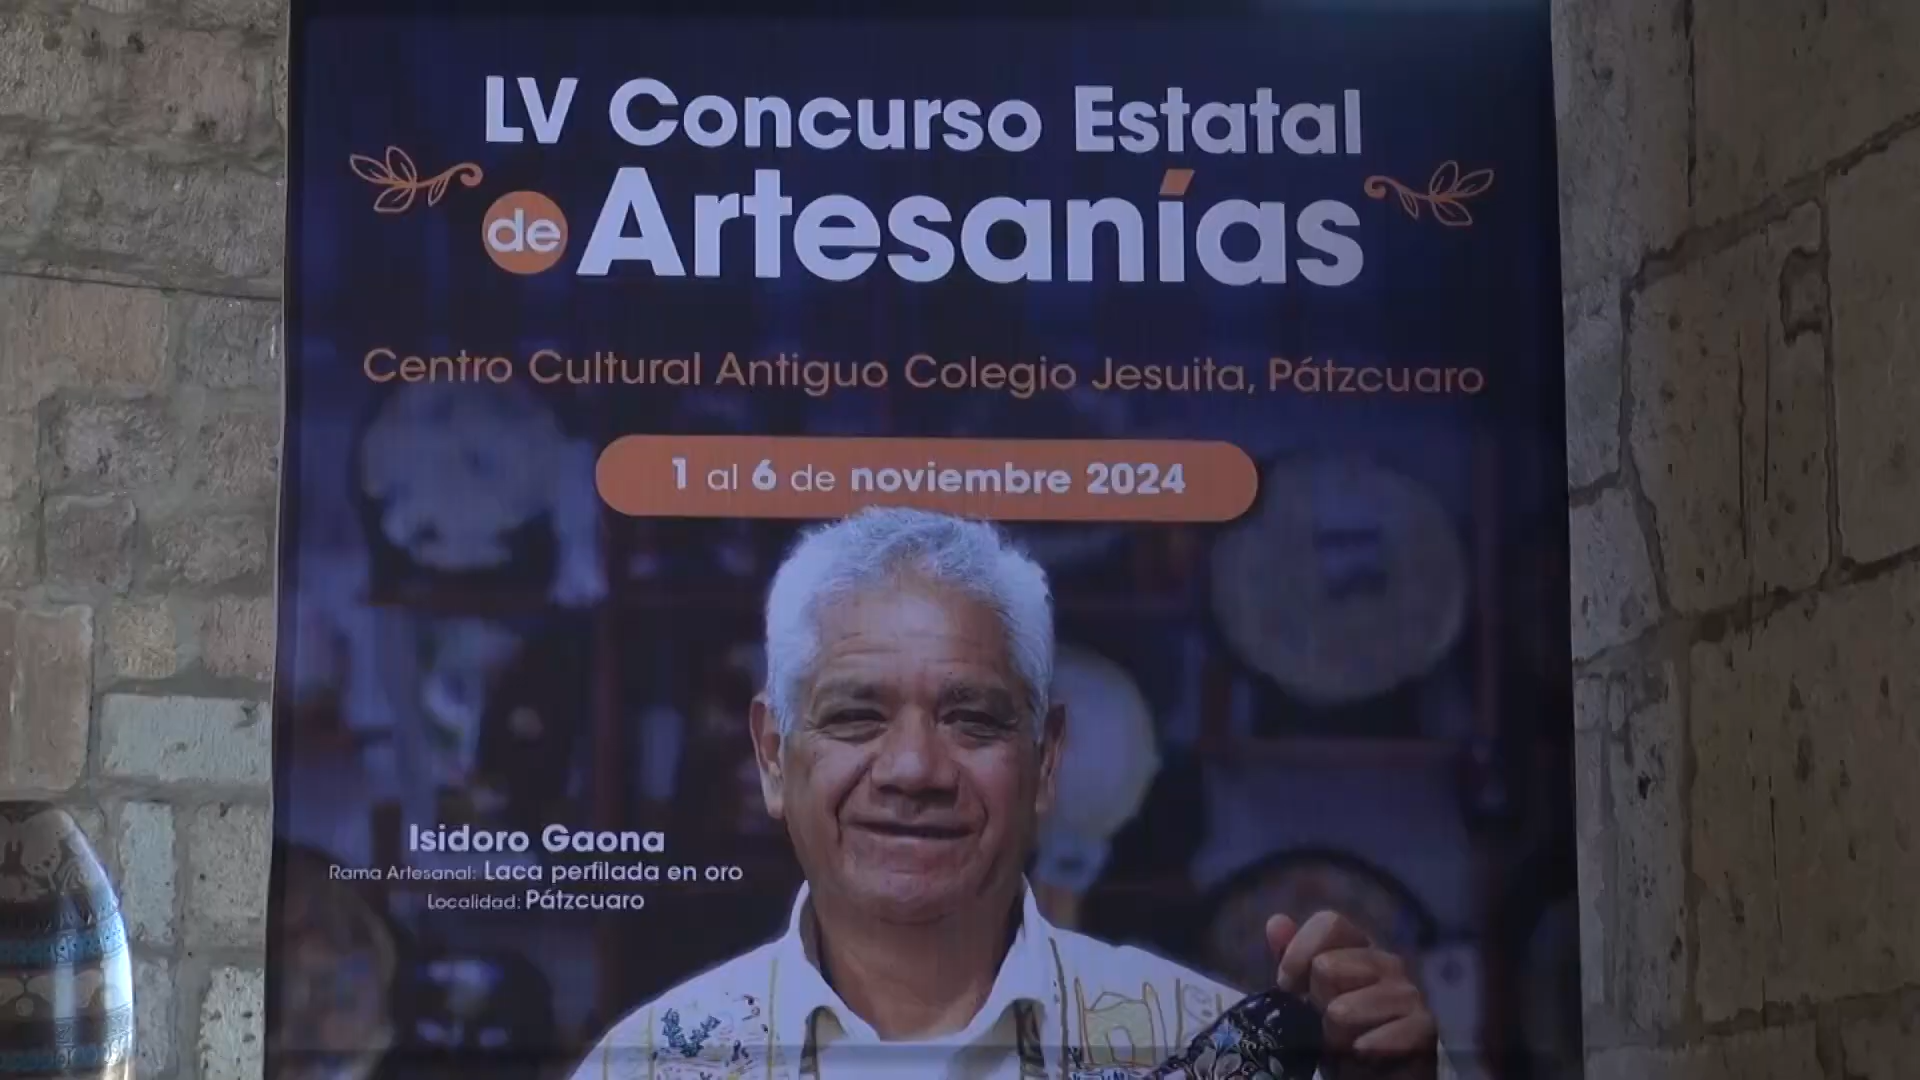 LV Concurso Estatal
de Artesanías
Centro Cultural Antiguo Colegio Jesuita, Pátzcuaro
1 al 6 de noviembre 2024
Isidoro Gaona
Rama Artesanal: Laca perfilada en oro
Localidad: Pátzcuaro